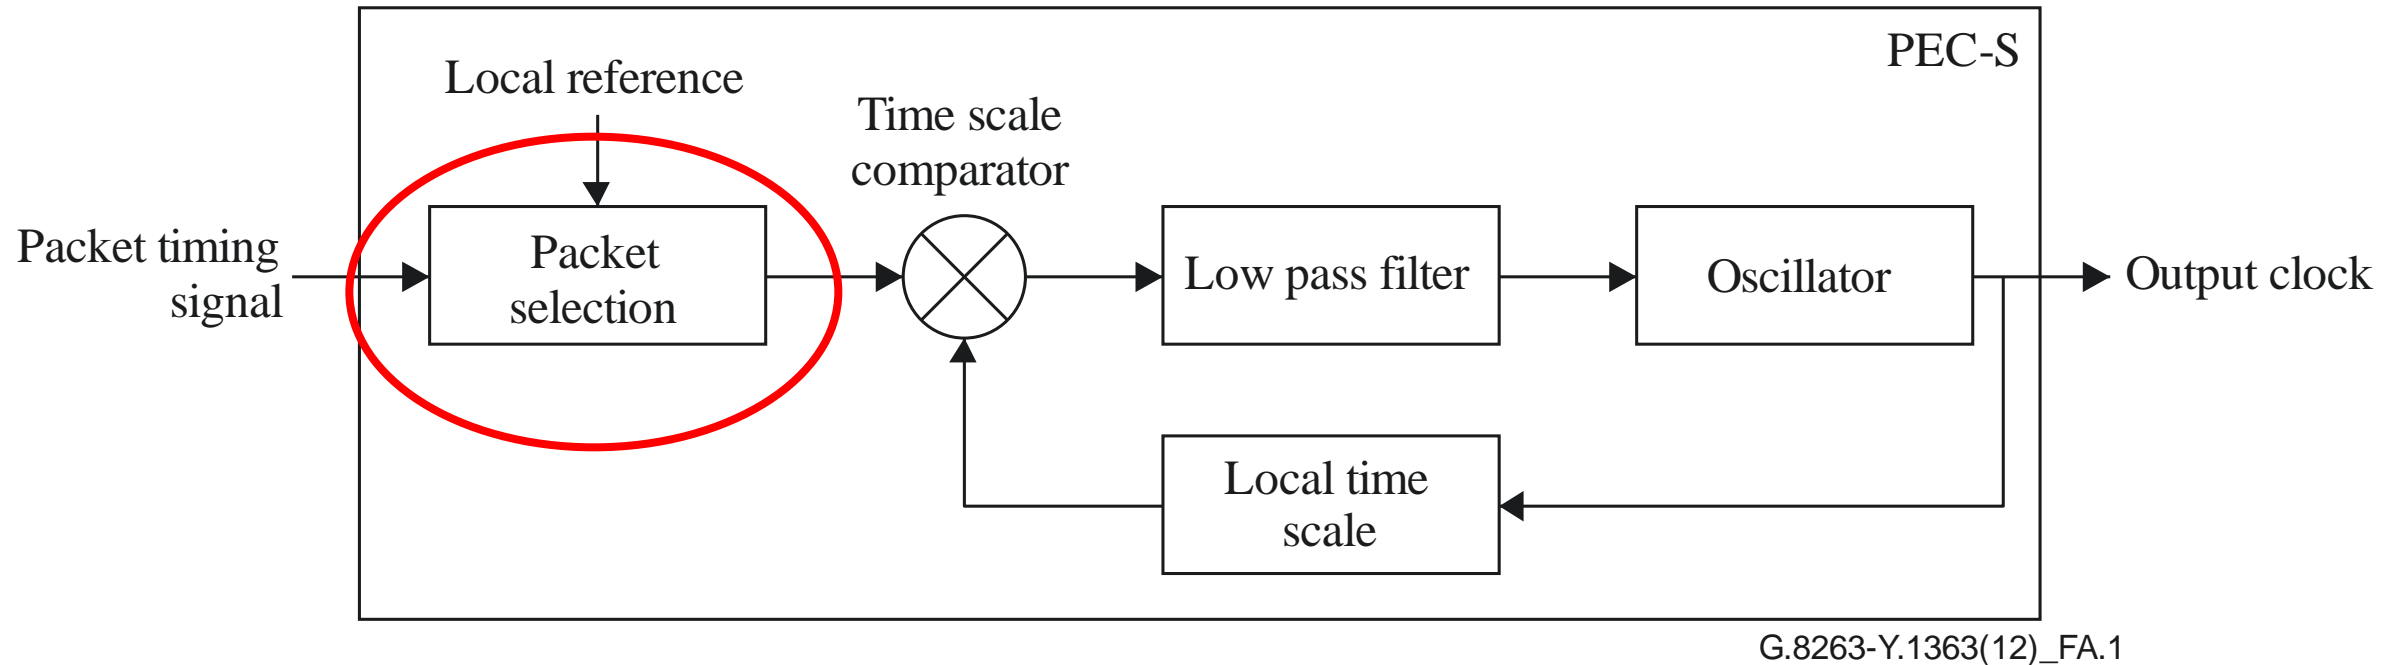 PEC-S
Local reference
Time scale
comparator
Packet timing
signal
Packet
selection
Low pass filter
Oscillator
Output clock
Local time
scale
G.8263-Y.1363(12)_FA.1